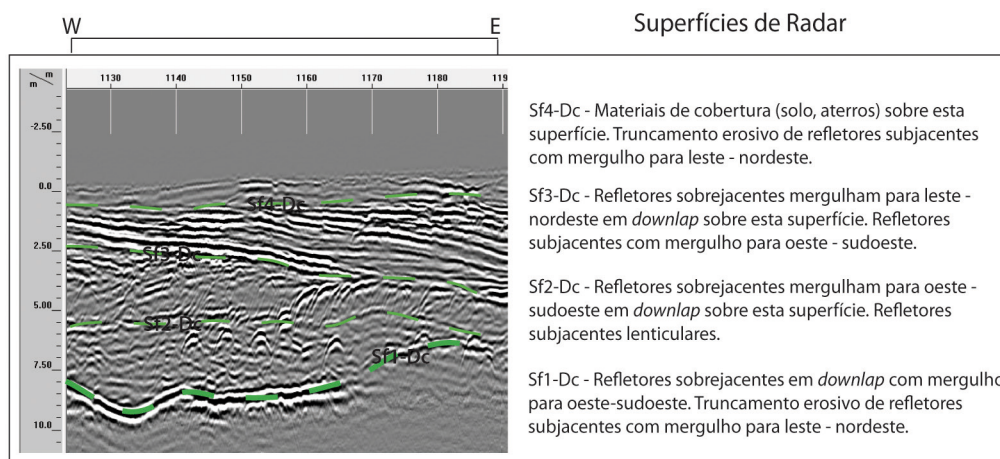 W E
Superfícies de Radar
m
m
1130 1140 1150 1160 1170 1180 119
-2.50
0.0
2.50
5.00
7.50
10.0
Sf4-Dc
Sf3-Dc
Sf2-Dc
Sf1-Dc
Sf4-Dc - Materiais de cobertura (solo, aterros) sobre esta
superfície. Truncamento erosivo de refletores subjacentes
com mergulho para leste - nordeste.
Sf3-Dc - Refletores sobrejacentes mergulham para leste -
nordeste em downlap sobre esta superfície. Refletores
subjacentes com mergulho para oeste - sudoeste.
Sf2-Dc - Refletores sobrejacentes mergulham para oeste -
sudoeste em downlap sobre esta superfície. Refletores
subjacentes lenticulares.
Sf1-Dc - Refletores sobrejacentes em downlap com mergulho
para oeste-sudoeste. Truncamento erosivo de refletores
subjacentes com mergulho para leste - nordeste.